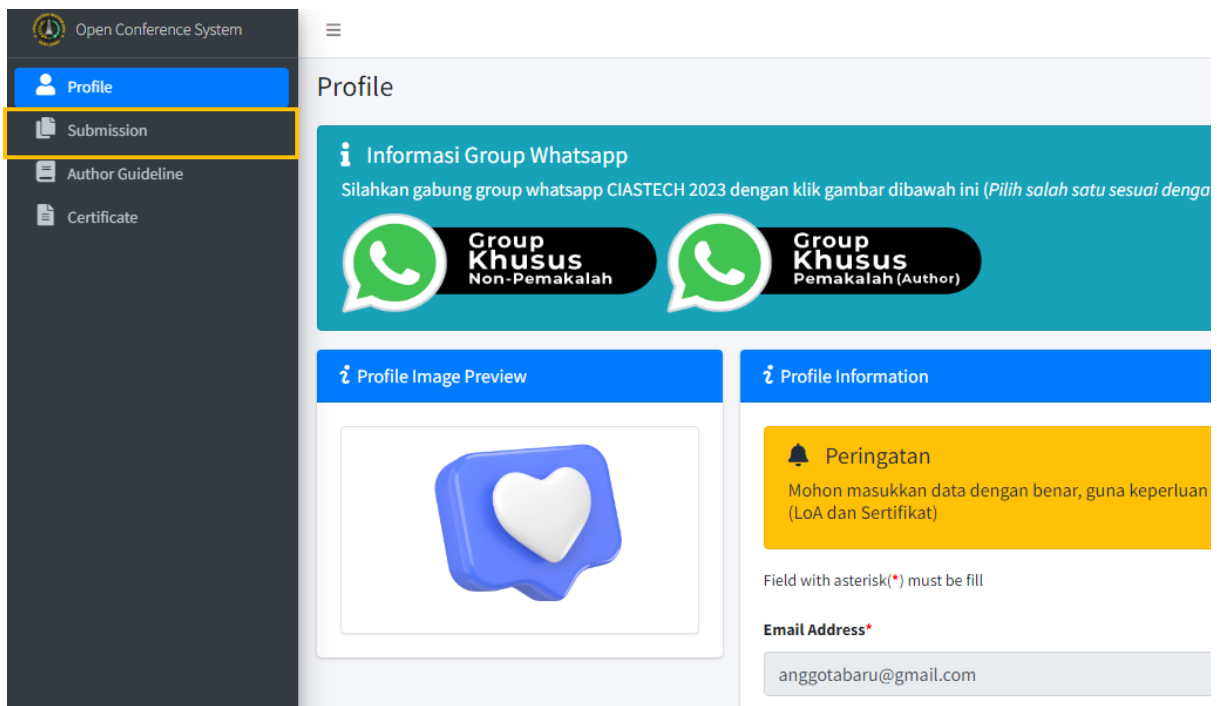 Open Conference System
Profile
Submission
Author Guideline
Certificate
Profile
Informasi Group Whatsapp
Silahkan gabung group whatsapp CIASTECH 2023 dengan klik gambar dibawah ini (Pilih salah satu sesuai denga
Group
Khusus
Non-Pemakalah
Group
Khusus
Pemakalah (Author)
Profile Image Preview
Profile Information
Peringatan
Mohon masukkan data dengan benar, guna keperluan
(LoA dan Sertifikat)
Field with asterisk(*) must be fill
Email Address*
anggotabaru@gmail.com